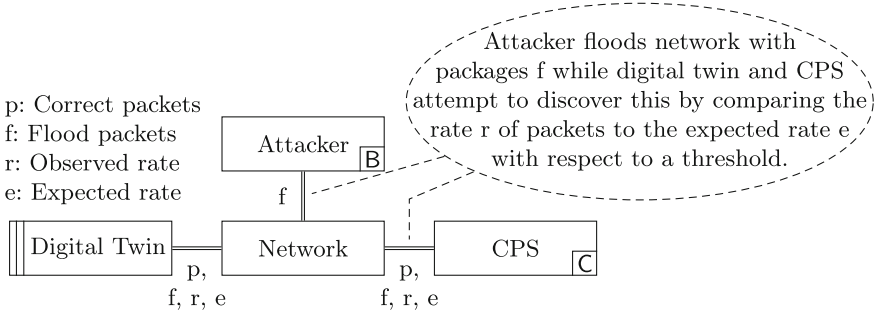 Attacker floods network with
packages f while digital twin and CPS
attempt to discover this by comparing the
rate r of packets to the expected rate e
with respect to a threshold.
p: Correct packets
f: Flood packets
r: Observed rate
e: Expected rate
Attacker
B
f
Digital Twin
Network
CPS
C
p,
f, r, e
p,
f, r, e